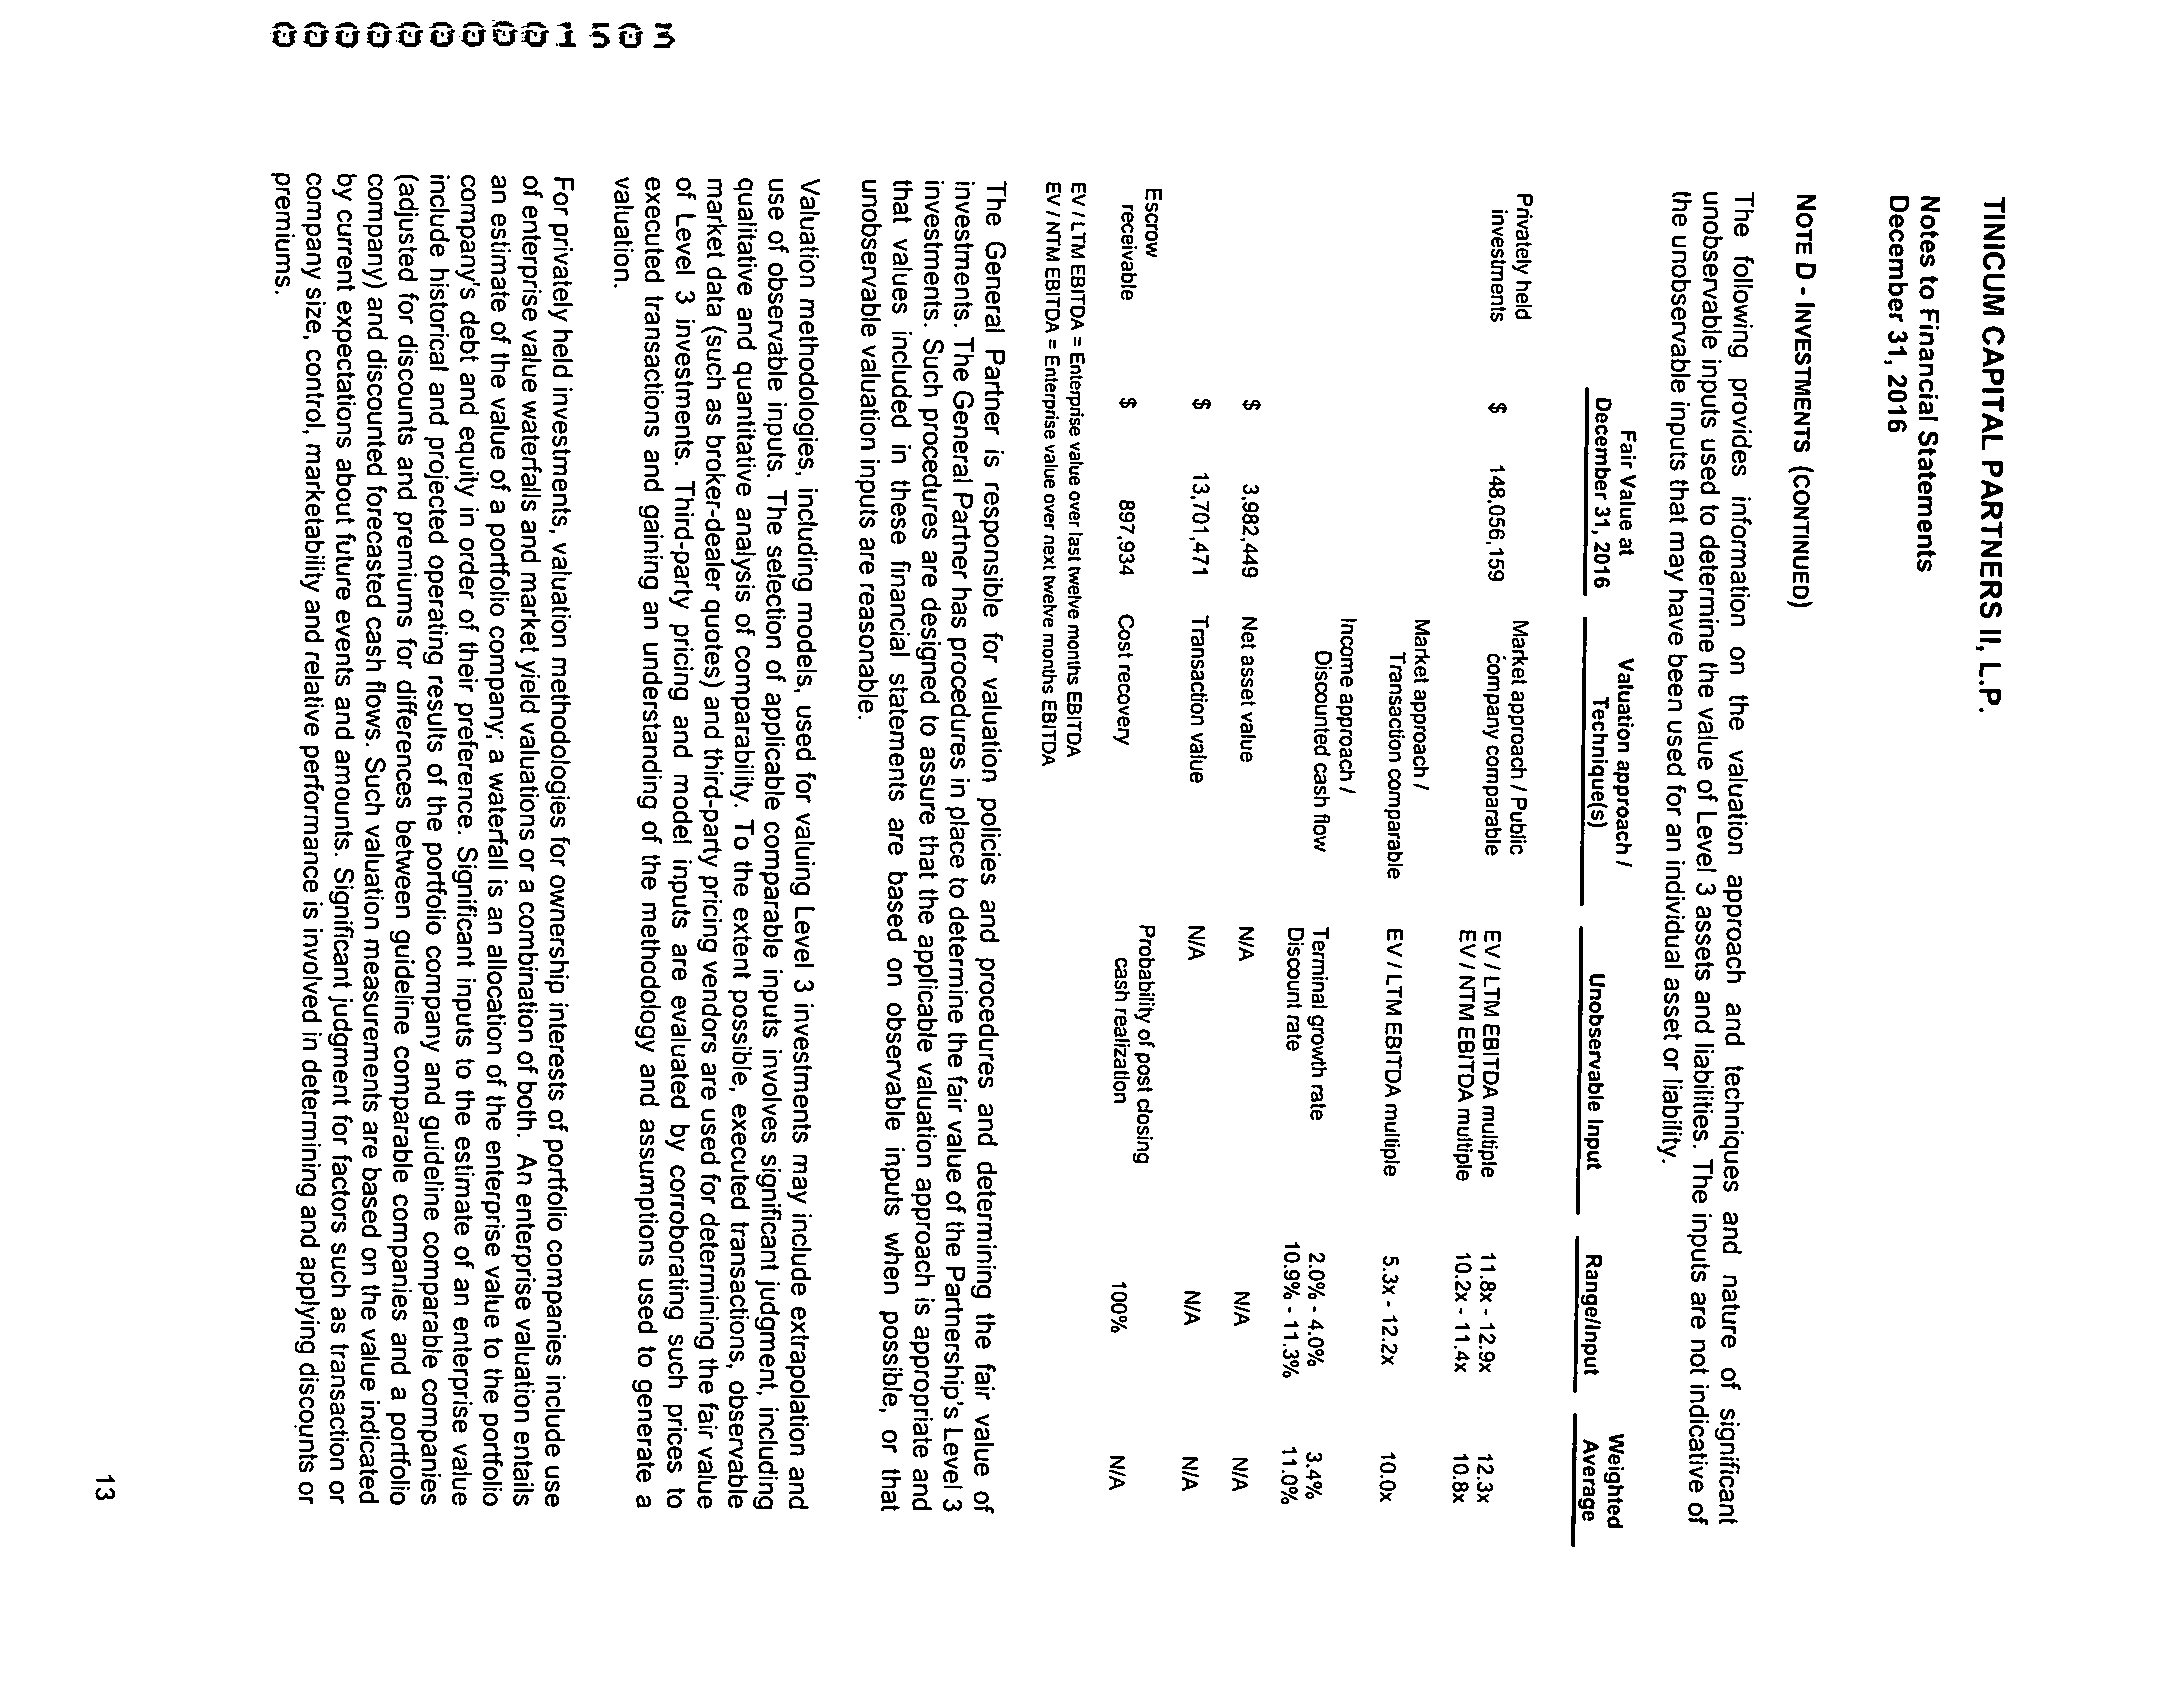 TINICUM CAPITAL PARTNERS II, L.P.
Notes to Financial Statements
December 31, 2016
NOTE D - INVESTMENTS (CONTINUED)
The following provides information on the valuation approach and techniques and nature of significant
unobservable inputs used to determine the value of Level 3 assets and liabilities. The inputs are not indicative of
the unobservable inputs that may have been used for an individual asset or liability.
Fair Value at December 31, 2016 Valuation approach / Technique(s) Unobservable Input Range/Input Weighted Average
Privately held Market approach / Public
investments $ 148,056,159 company comparable EV / LTM EBITDA multiple 11.8x - 12.9x 12.3x
EV / NTM EBITDA multiple 10.2x - 11.4x 10.8x
Market approach /
Transaction comparable EV / LTM EBITDA multiple 5.3x - 12.2x 10.0x
Income approach /
Discounted cash flow Terminal growth rate 2.0% - 4.0% 3.4%
Discount rate 10.9% - 11.3% 11.0%
$ 3,982,449 Net asset value N/A N/A N/A
$ 13,701,471 Transaction value N/A N/A N/A
Escrow Probability of post closing
receivable $ 897,934 Cost recovery cash realization 100% N/A
EV / LTM EBITDA = Enterprise value over last twelve months EBITDA
EV / NTM EBITDA = Enterprise value over next twelve months EBITDA
The General Partner is responsible for valuation policies and procedures and determining the fair value of
investments. The General Partner has procedures in place to determine the fair value of the Partnership's Level 3
investments. Such procedures are designed to assure that the applicable valuation approach is appropriate and
that values included in these financial statements are based on observable inputs when possible, or that
unobservable valuation inputs are reasonable.
Valuation methodologies, including models, used for valuing Level 3 investments may include extrapolation and
use of observable inputs. The selection of applicable comparable inputs involves significant judgment, including
qualitative and quantitative analysis of comparability. To the extent possible, executed transactions, observable
market data (such as broker-dealer quotes) and third-party pricing vendors are used for determining the fair value
of Level 3 investments. Third-party pricing and model inputs are evaluated by corroborating such prices to
executed transactions and gaining an understanding of the methodology and assumptions used to generate a
valuation.
For privately held investments, valuation methodologies for ownership interests of portfolio companies include use
of enterprise value waterfalls and market yield valuations or a combination of both. An enterprise valuation entails
an estimate of the value of a portfolio company; a waterfall is an allocation of the enterprise value to the portfolio
company's debt and equity in order of their preference. Significant inputs to the estimate of an enterprise value
include historical and projected operating results of the portfolio company and guideline comparable companies
(adjusted for discounts and premiums for differences between guideline comparable companies and a portfolio
company) and discounted forecasted cash flows. Such valuation measurements are based on the value indicated
by current expectations about future events and amounts. Significant judgment for factors such as transaction or
company size, control, marketability and relative performance is involved in determining and applying discounts or
premiums.
13
0000000001503